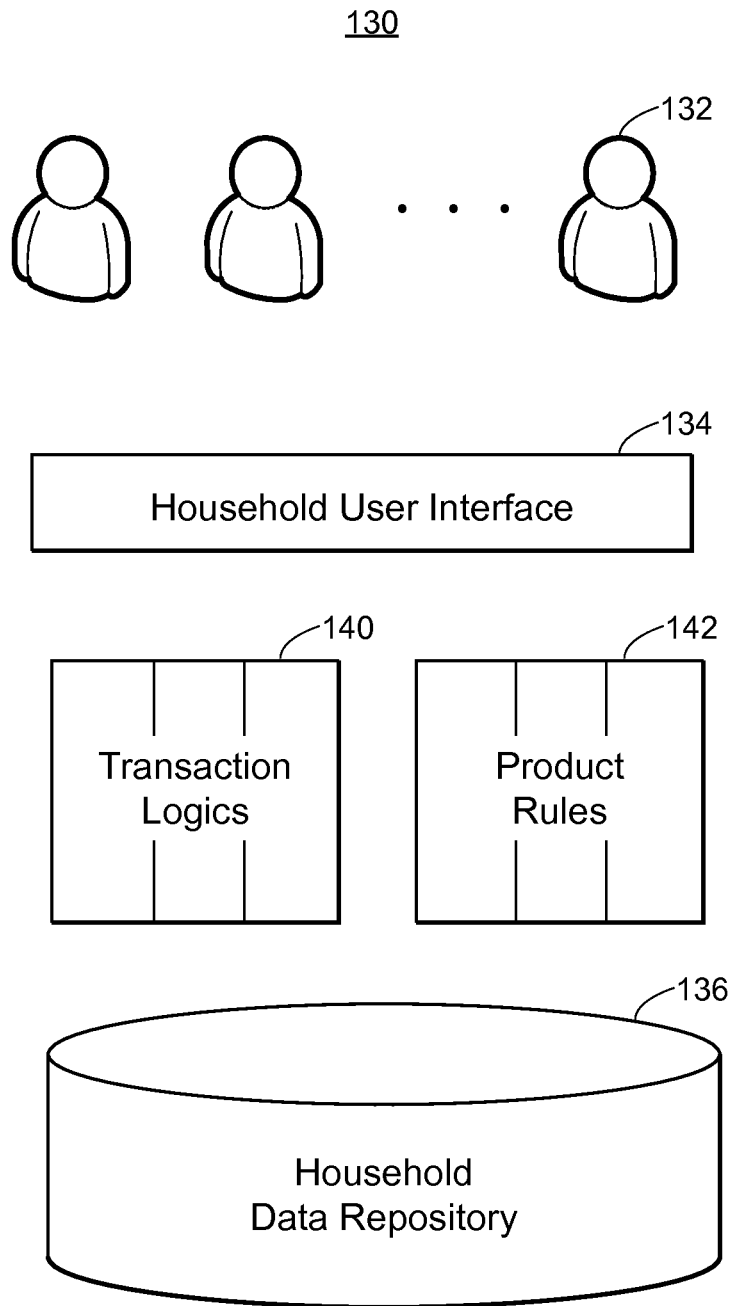 130
132
134
Household User Interface
140
142
Transaction
Logics
Product
Rules
136
Household
Data Repository